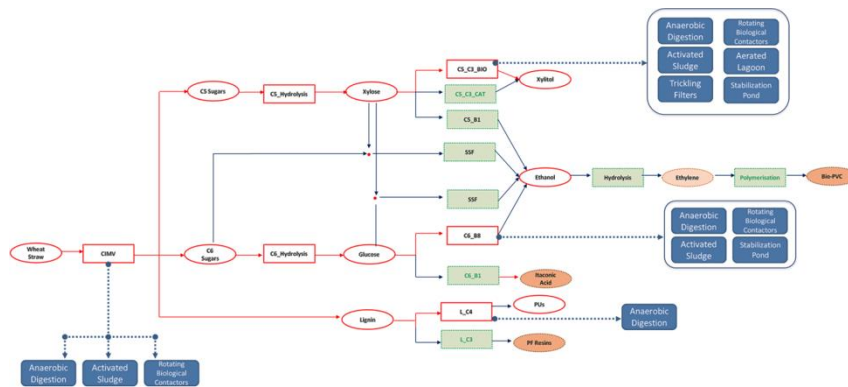 Anaerobic
Digestion
Rotating
Biological
Contactors
Activated
Sludge
Aerated
Lagoon
Trickling
Filters
Stabilization
Pond
C5_C3_BIO
Xylitol
C5 Sugars
C5_Hydrolysis
Xylose
C5_C3_CAT
C5_B1
SSF
Ethanol
Hydrolysis
Ethylene
Polymerization
Bio-PVC
SSF
Anaerobic
Digestion
Rotating
Biological
Contactors
Activated
Sludge
Stabilization
Pond
Wheat
Straw
CIMV
C6
Sugars
C6_Hydrolysis
Glucose
C6_BB
C6_B1
Itaconic
Acid
Lignin
L_C4
PUs
Anaerobic
Digestion
L_C3
PF Resins
Anaerobic
Digestion
Activated
Sludge
Rotating
Biological
Contactors